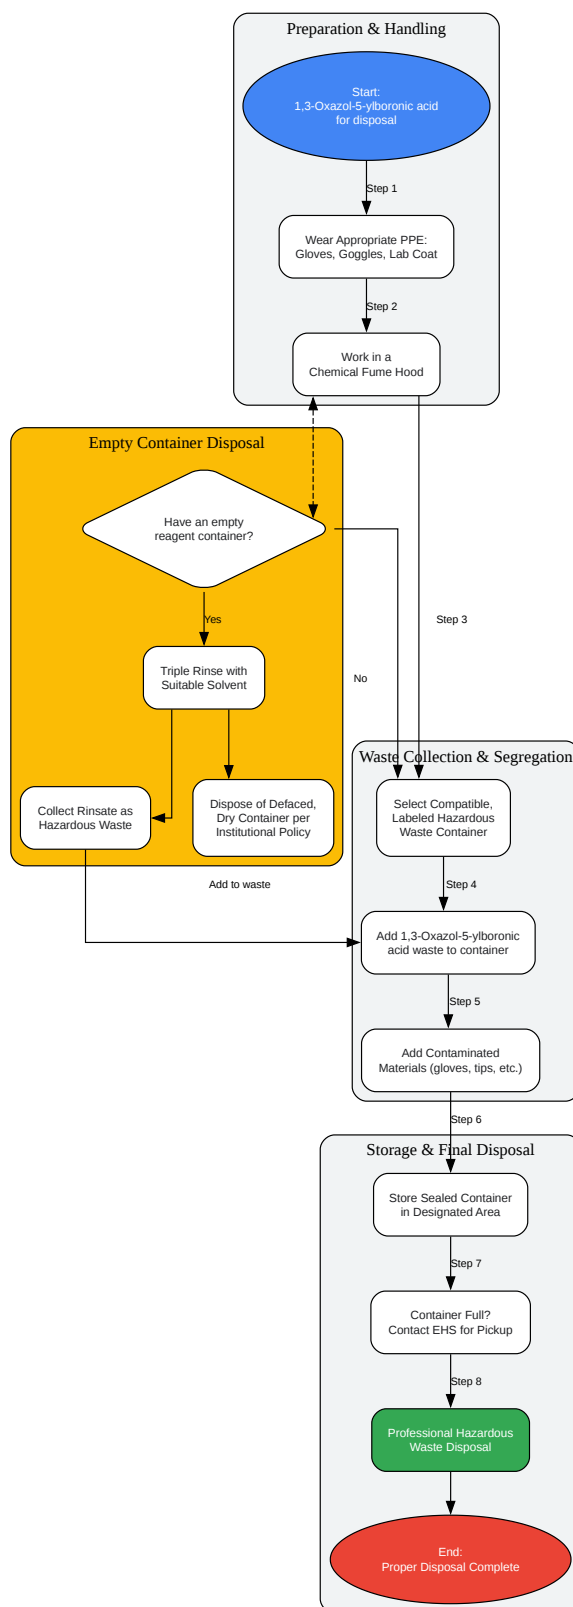 Preparation & Handling
Start:
1,3-Oxazol-5-ylboronic acid
for disposal
Step 1
Wear Appropriate PPE:
Gloves, Goggles, Lab Coat
Step 2
Work in a
Chemical Fume Hood
Empty Container Disposal
Have an empty
reagent container?
Yes
Step 3
Triple Rinse with
Suitable Solvent
No
Waste Collection & Segregation
Collect Rinsate as
Hazardous Waste
Dispose of Defaced,
Dry Container per
Institutional Policy
Select Compatible,
Labeled Hazardous
Waste Container
Add to waste
Step 4
Add 1,3-Oxazol-5-ylboronic
acid waste to container
Step 5
Add Contaminated
Materials (gloves, tips, etc.)
Step 6
Storage & Final Disposal
Store Sealed Container
in Designated Area
Step 7
Container Full?
Contact EHS for Pickup
Step 8
Professional Hazardous
Waste Disposal
End:
Proper Disposal Complete